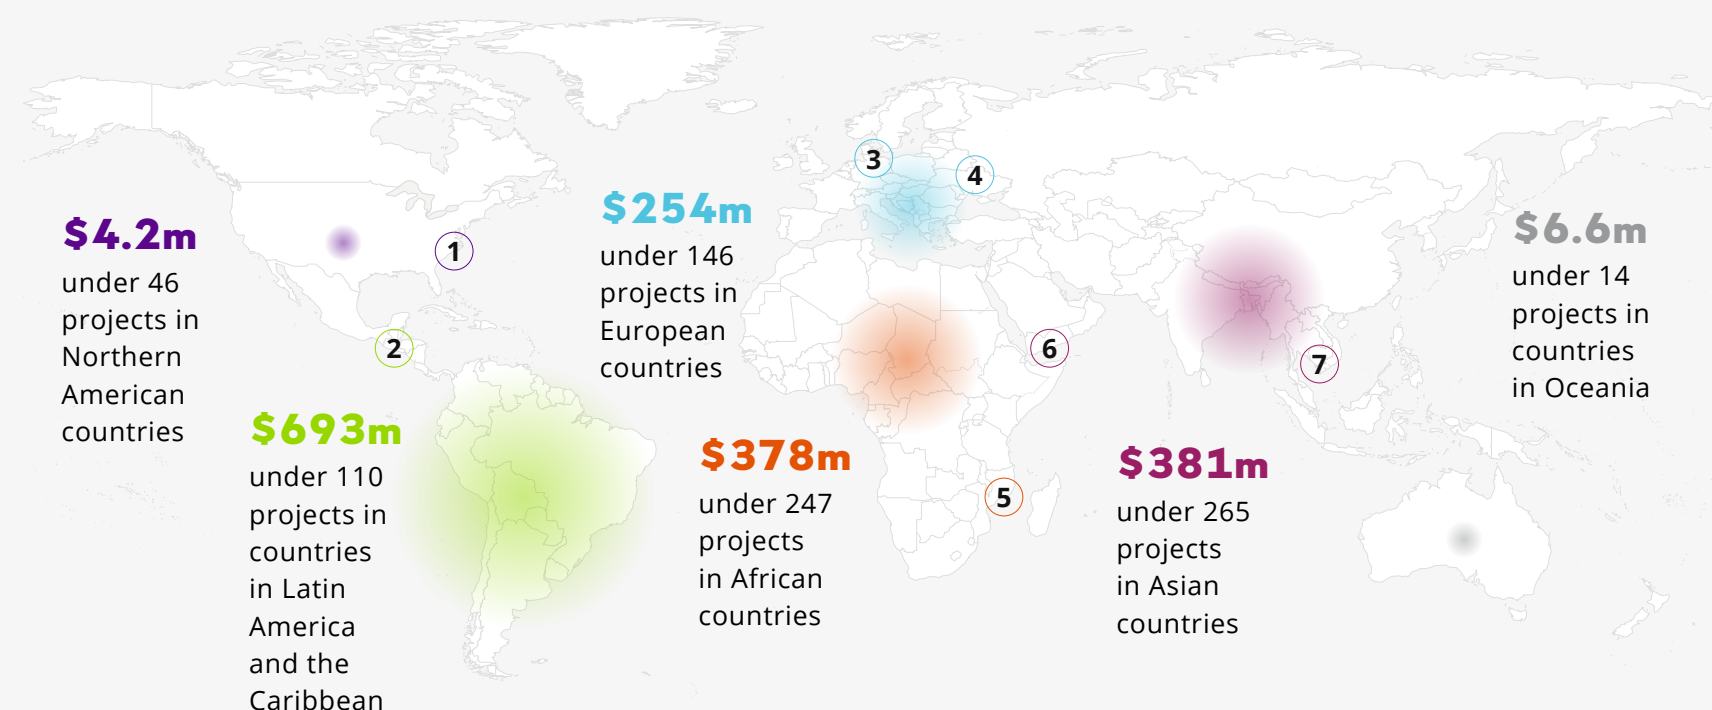 $4.2m
under 46
projects in
Northern
American
countries
1
2
$693m
under 110
projects in
countries
in Latin
America
and the
Caribbean
$254m
under 146
projects in
European
countries
3
4
$378m
under 247
projects
in African
countries
5
6
$381m
under 265
projects
in Asian
countries
7
$6.6m
under 14
projects in
countries
in Oceania